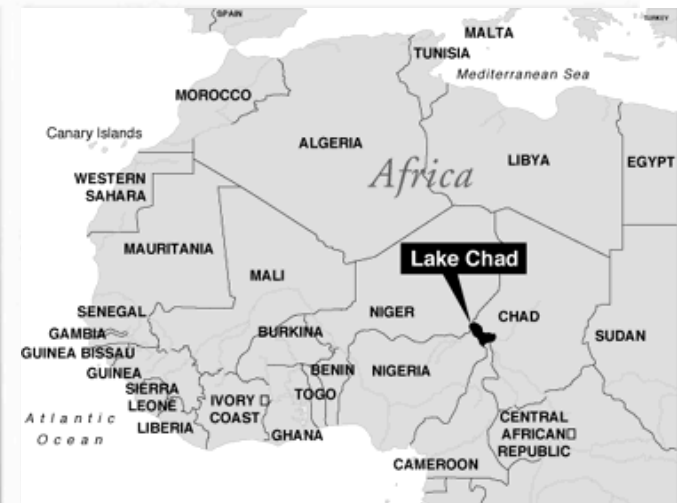 SPAIN
TURKEY
MALTA
TUNISIA
Mediterranean Sea
MOROCCO
Canary Islands
ALGERIA
Africa
LIBYA
EGYPT
WESTERN
SAHARA
MAURITANIA
MALI
Lake Chad
NIGER
CHAD
SUDAN
SENEGAL
GAMBIA
GUINEA BISSAU
GUINEA
SIERRA
LEONE
LIBERIA
IVORY
COAST
BURKINA
GHANA
TOGO
BENIN
NIGERIA
CAMEROON
CENTRAL
AFRICAN
REPUBLIC
Atlantic
Ocean